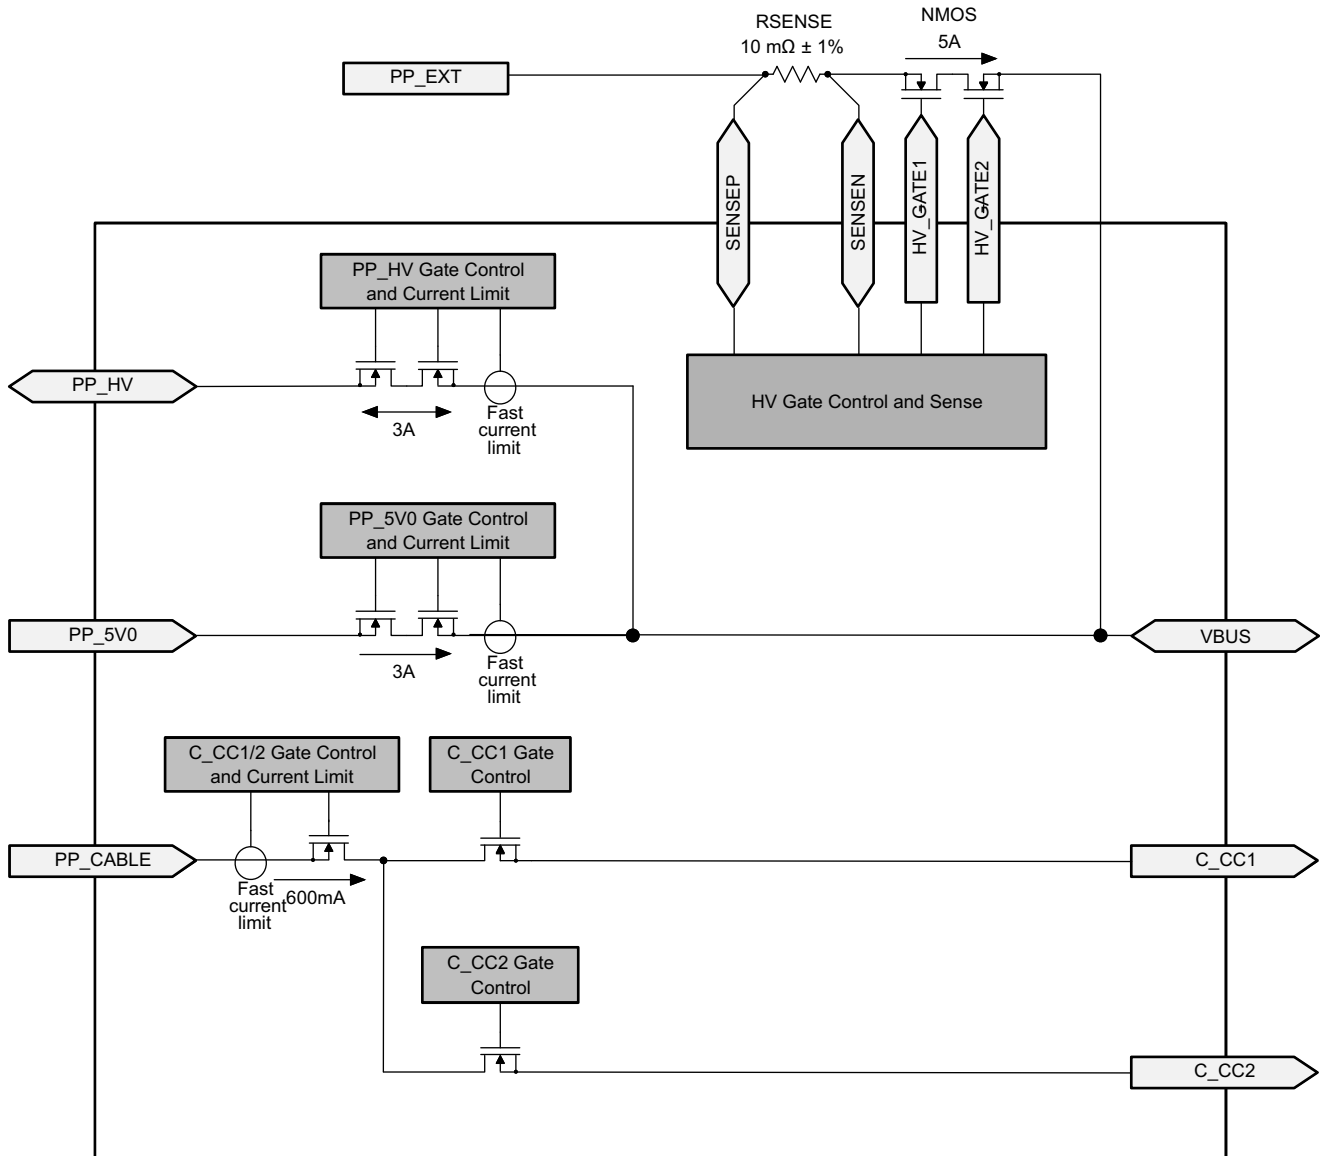 RSENSE
10 mΩ ± 1%
NMOS
5A
PP_EXT
SENSEP
SENSEN
HV_GATE1
HV_GATE2
PP_HV Gate Control
and Current Limit
PP_HV
3A
Fast
current
limit
HV Gate Control and Sense
PP_5V0 Gate Control
and Current Limit
PP_5V0
3A
Fast
current
limit
VBUS
C_CC1/2 Gate Control
and Current Limit
C_CC1 Gate
Control
PP_CABLE
Fast
current
limit
600mA
C_CC1
C_CC2 Gate
Control
C_CC2